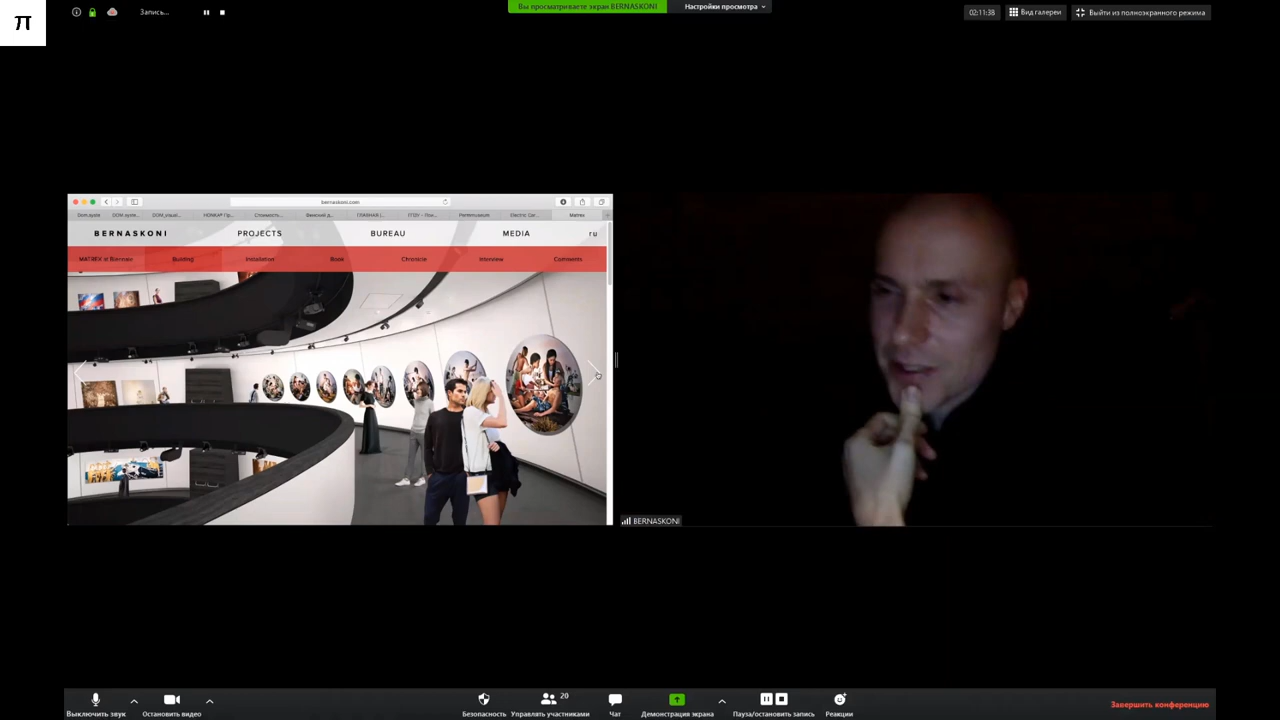 π
Запись...
Вы просматриваете экран BERNASKONI
Настройки просмотра
02:11:38
Вид галереи
Выйти из полноэкранного режима
bernaskoni.com
Matrex
BERNASKONI
PROJECTS
BUREAU
MEDIA
ru
MATREX at Biennale
Building
Installation
Book
Chronicle
Interview
Comments
BERNASKONI
Выключить звук
Остановить видео
Безопасность
20
Управлять участниками
Чат
Демонстрация экрана
Пауза/остановить запись
Реакции
Завершить конференцию